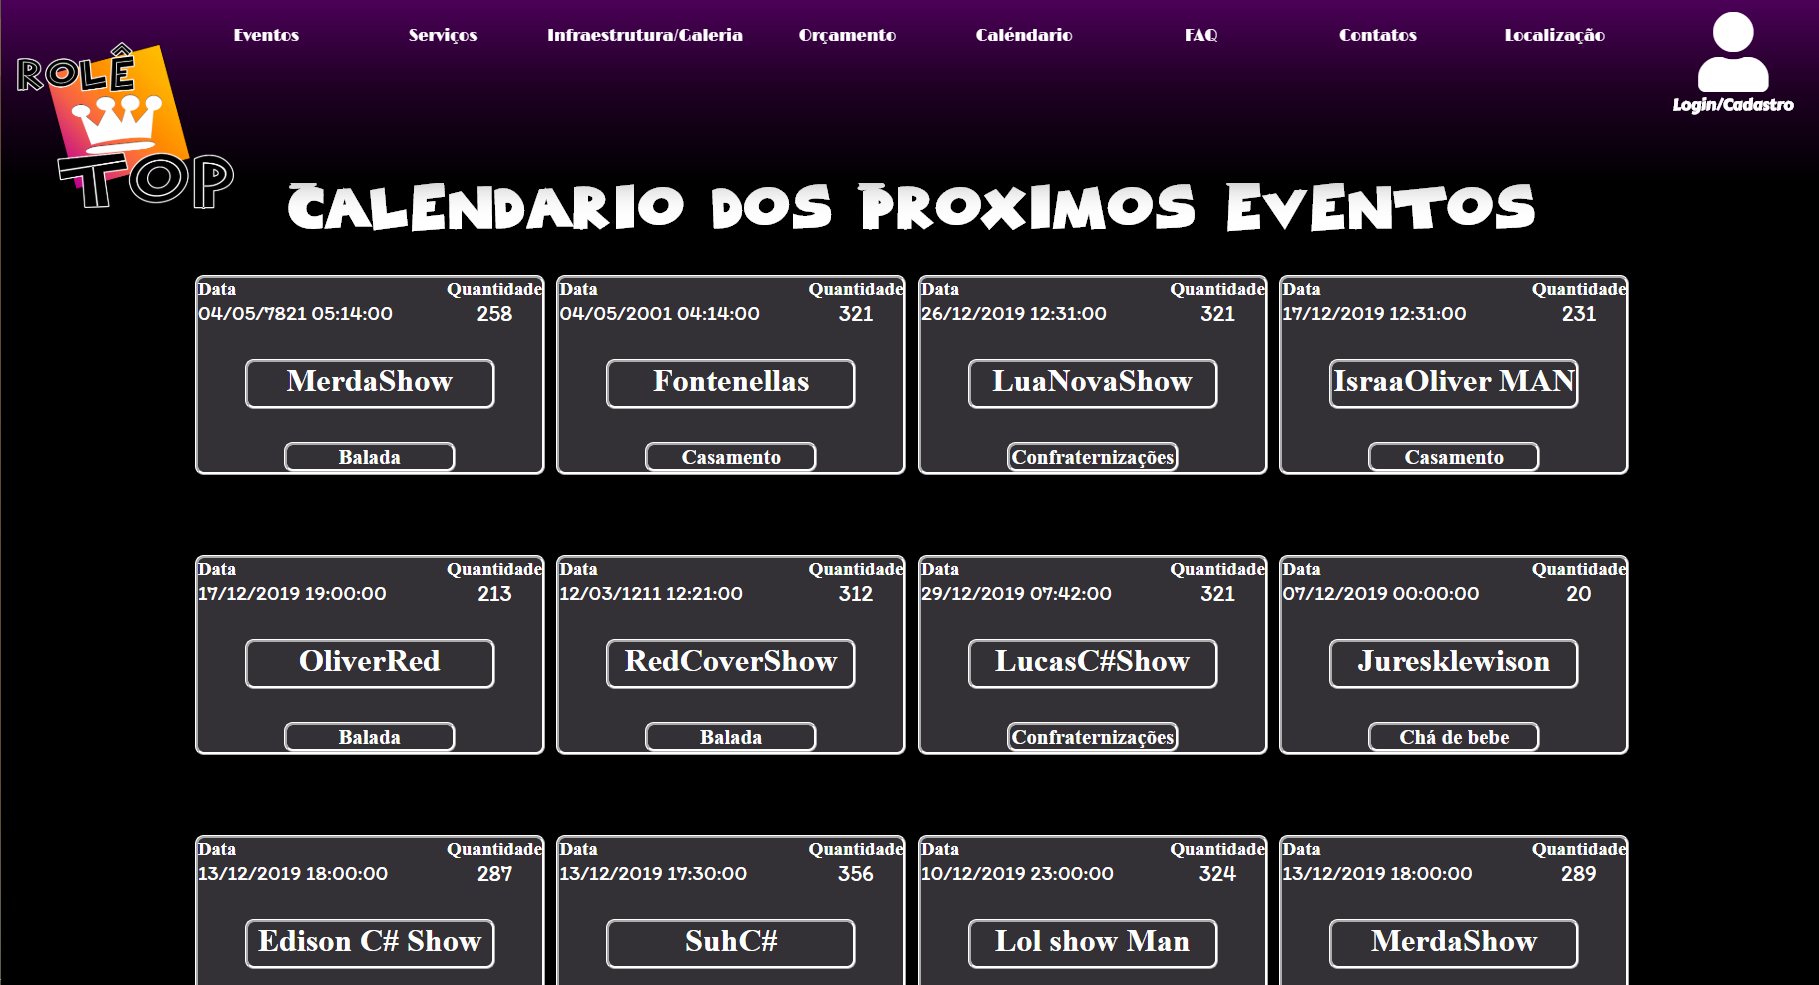 Eventos Serviços Infraestrutura/Galeria Orçamento Caléndario FAQ Contatos Localização
Login/Cadastro
ROLÊ
TOP
CALENDARIO DOS PROXIMOS EVENTOS
Data Quantidade
04/05/7821 05:14:00 258
MerdaShow
Balada
Data Quantidade
04/05/2001 04:14:00 321
Fontenellas
Casamento
Data Quantidade
26/12/2019 12:31:00 321
LuaNovaShow
Confraternizações
Data Quantidade
17/12/2019 12:31:00 231
IsraaOliver MAN
Casamento
Data Quantidade
17/12/2019 19:00:00 213
OliverRed
Balada
Data Quantidade
12/03/1211 12:21:00 312
RedCoverShow
Balada
Data Quantidade
29/12/2019 07:42:00 321
LucasC#Show
Confraternizações
Data Quantidade
07/12/2019 00:00:00 20
Juresklewison
Chá de bebe
Data Quantidade
13/12/2019 18:00:00 287
Edison C# Show
Data Quantidade
13/12/2019 17:30:00 356
SuhC#
Data Quantidade
10/12/2019 23:00:00 324
Lol show Man
Data Quantidade
13/12/2019 18:00:00 289
MerdaShow